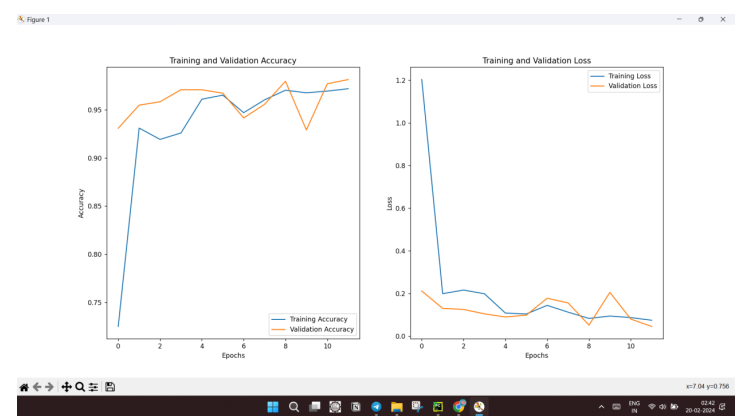 Figure 1
Training and Validation Accuracy
Training and Validation Loss
Accuracy
0.95
0.90
0.85
0.80
0.75
Training Accuracy
Validation Accuracy
0 2 4 6 8 10
Epochs
Loss
1.2
1.0
0.8
0.6
0.4
0.2
0.0
Training Loss
Validation Loss
0 2 4 6 8 10
Epochs
x=7.04 y=0.756
ENG
IN
02:42
20-02-2024